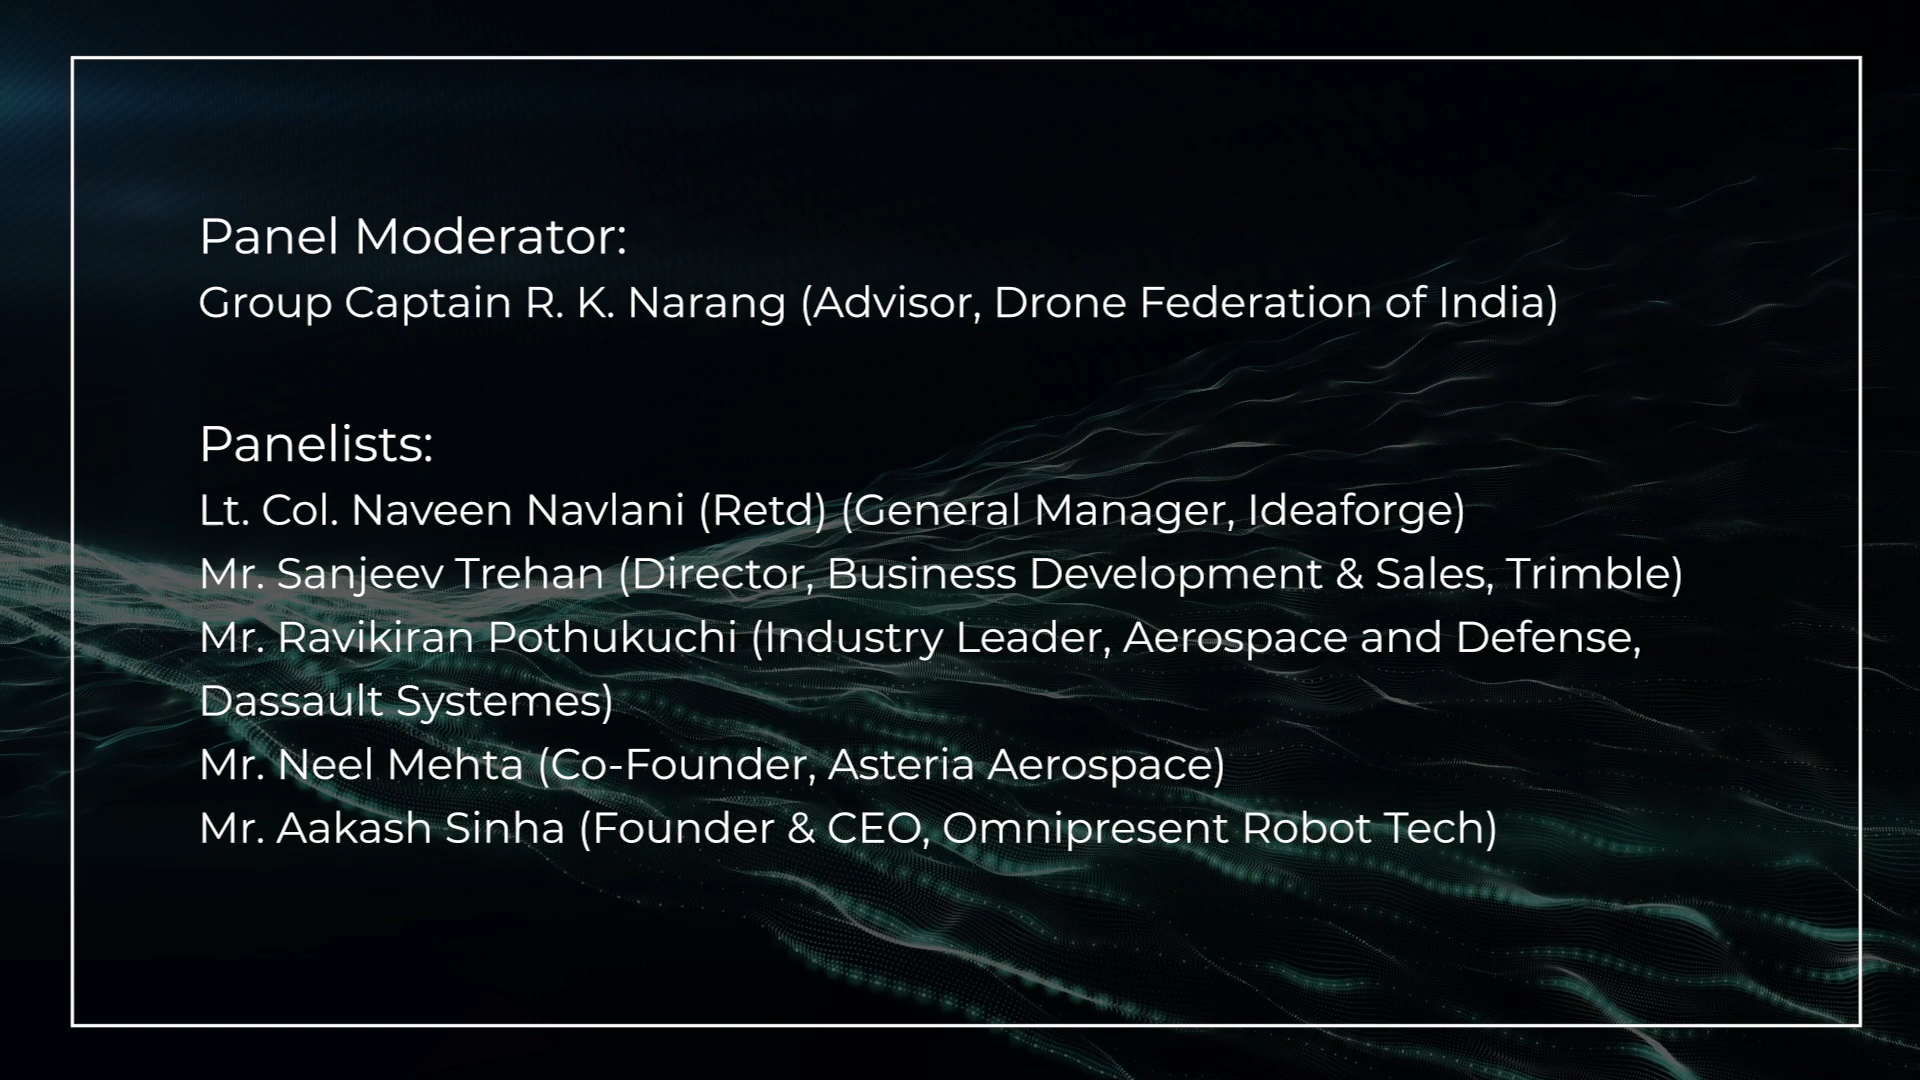 Panel Moderator:
Group Captain R. K. Narang (Advisor, Drone Federation of India)
Panelists:
Lt. Col. Naveen Navlani (Retd) (General Manager, Ideaforge)
Mr. Sanjeev Trehan (Director, Business Development & Sales, Trimble)
Mr. Ravikiran Pothukuchi (Industry Leader, Aerospace and Defense,
Dassault Systemes)
Mr. Neel Mehta (Co-Founder, Asteria Aerospace)
Mr. Aakash Sinha (Founder & CEO, Omnipresent Robot Tech)